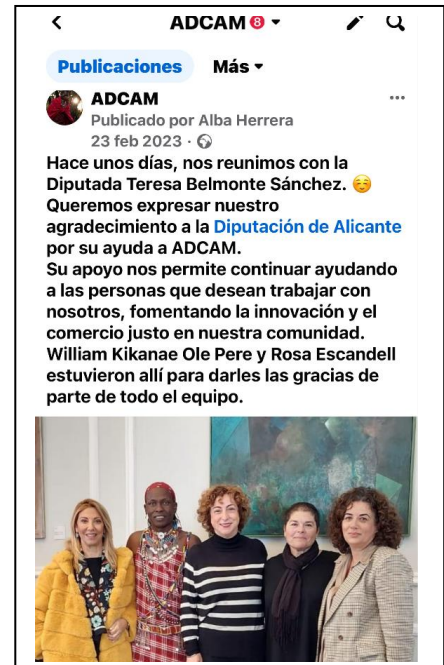 ADCAM 8
Publicaciones Más
ADCAM
Publicado por Alba Herrera
23 feb 2023 ·
Hace unos días, nos reunimos con la
Diputada Teresa Belmonte Sánchez. ☺️
Queremos expresar nuestro
agradecimiento a la Diputación de Alicante
por su ayuda a ADCAM.
Su apoyo nos permite continuar ayudando
a las personas que desean trabajar con
nosotros, fomentando la innovación y el
comercio justo en nuestra comunidad.
William Kikanae Ole Pere y Rosa Escandell
estuvieron allí para darles las gracias de
parte de todo el equipo.